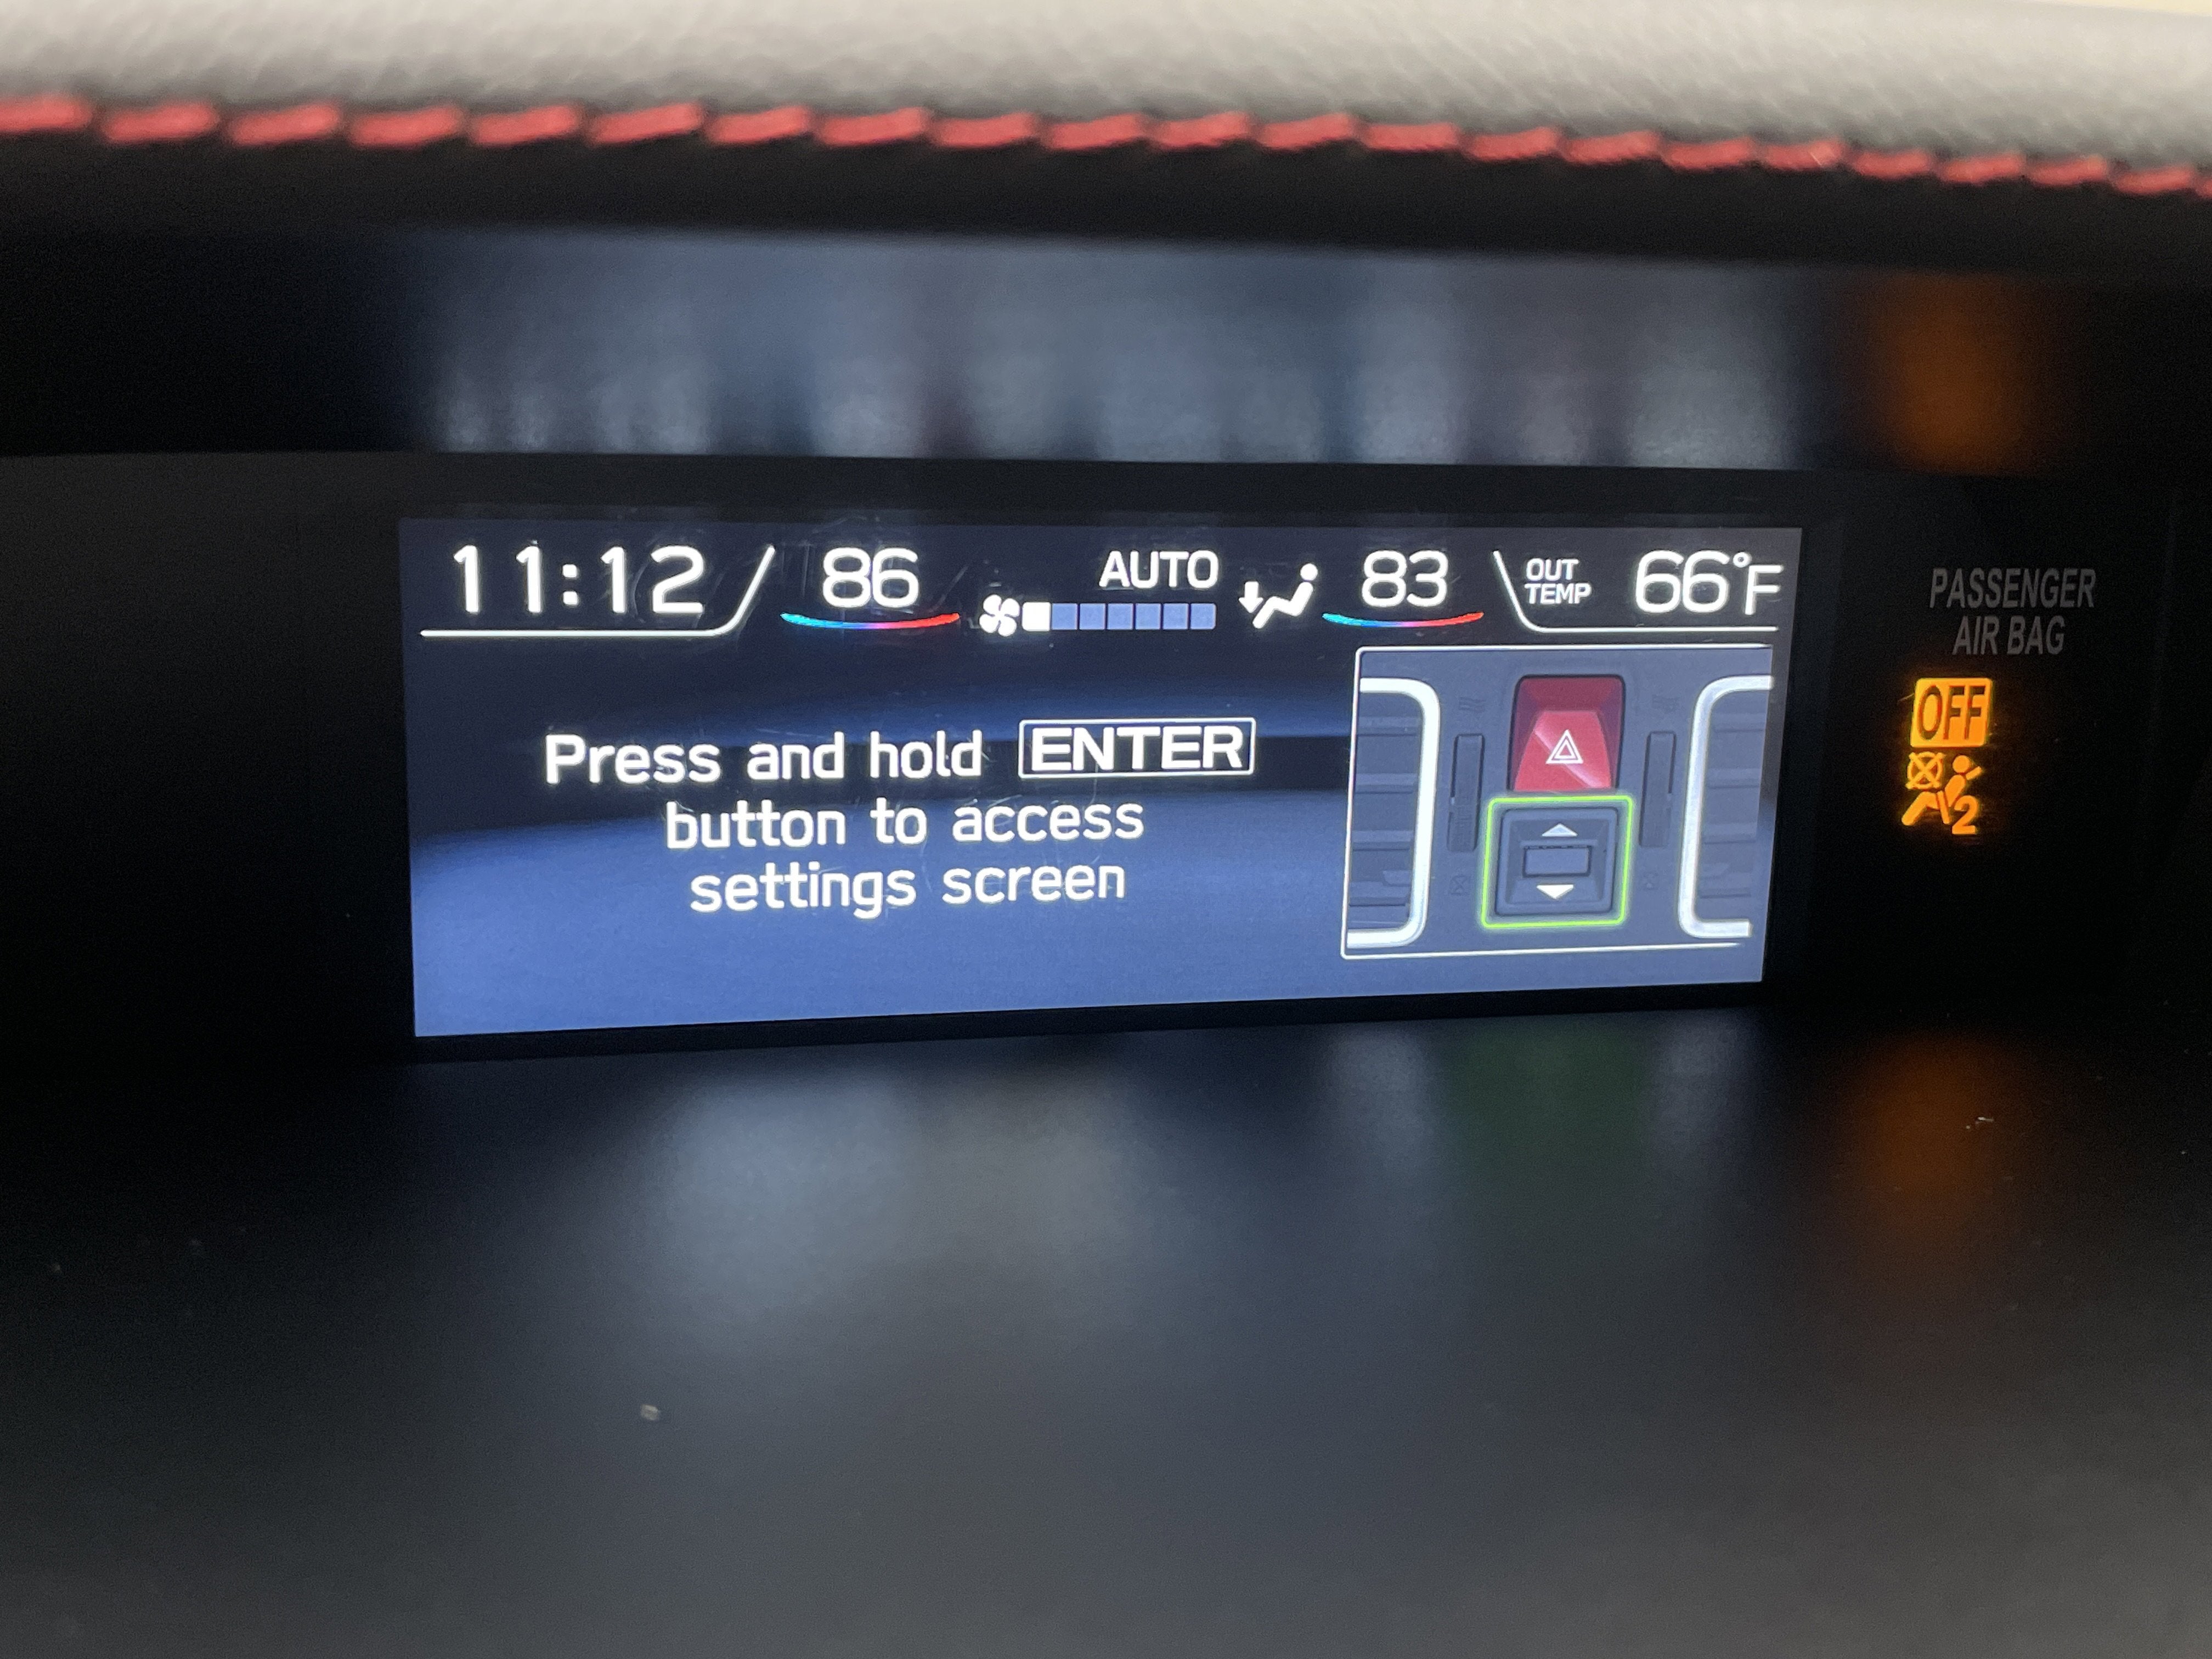 11:12 86 AUTO 83 OUT TEMP 66°F
Press and hold ENTER
button to access
settings screen
PASSENGER
AIR BAG
OFF
2